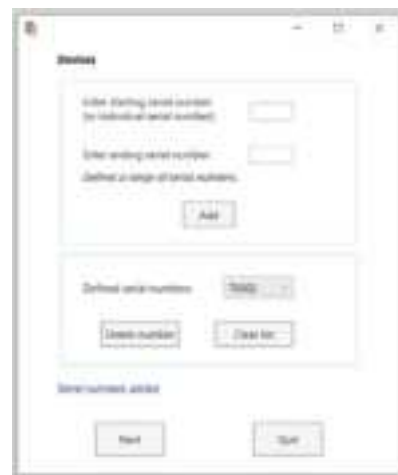 Devices
Enter starting serial number
(or individual serial number)
Enter ending serial number
Defines a range of serial numbers
Add
Defined serial numbers
Delete number
Clear list
Serial numbers added
Next
Quit